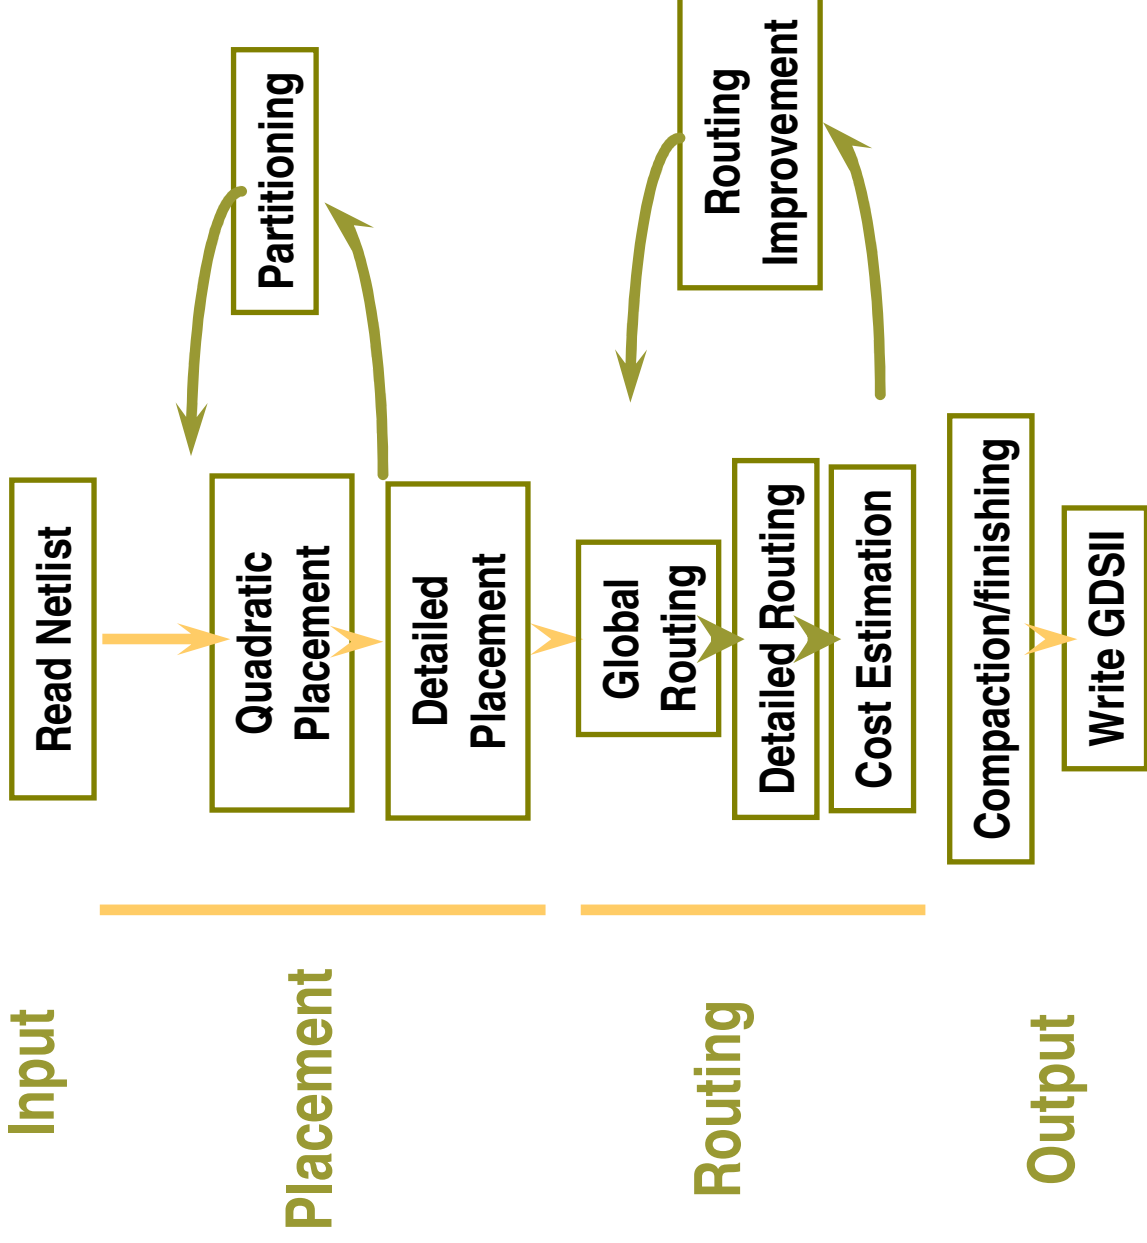 Input
Read Netlist
Placement
Quadratic
Placement
Partitioning
Detailed
Placement
Routing
Global
Routing
Detailed Routing
Cost Estimation
Routing
Improvement
Output
Compaction/finishing
Write GDSII